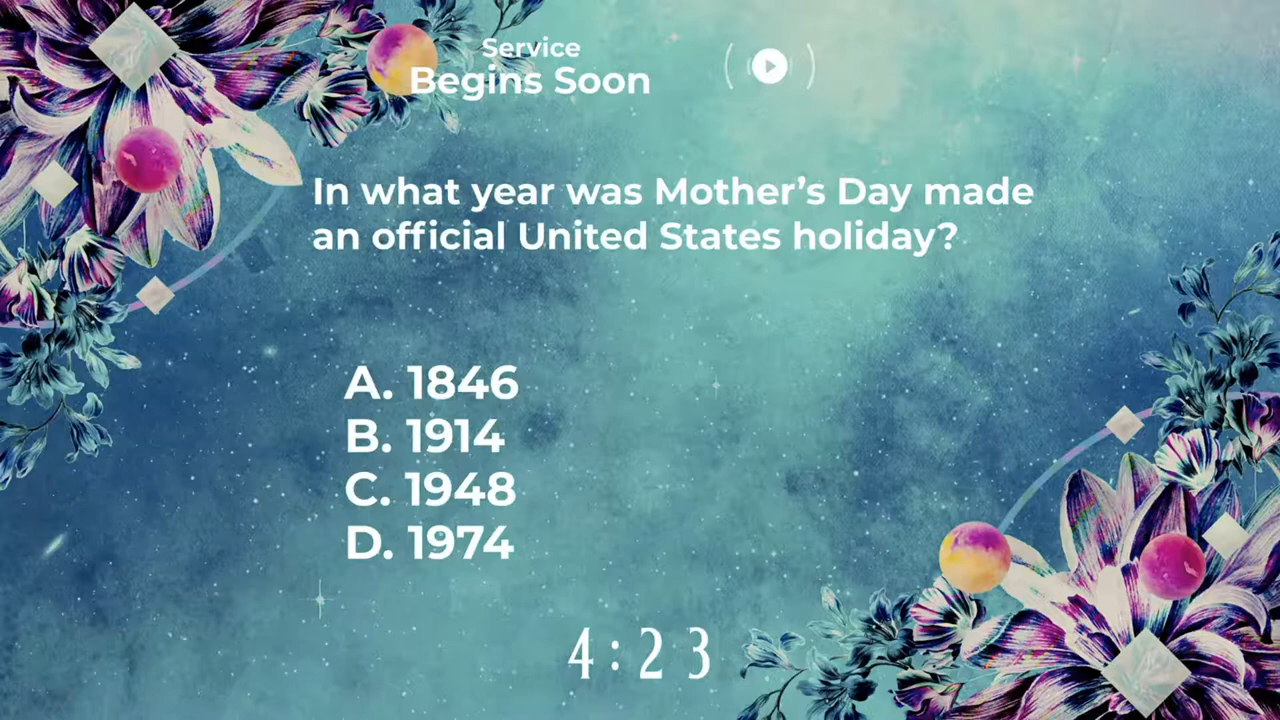 Service
Begins Soon
In what year was Mother’s Day made
an official United States holiday?
A. 1846
B. 1914
C. 1948
D. 1974
4:23